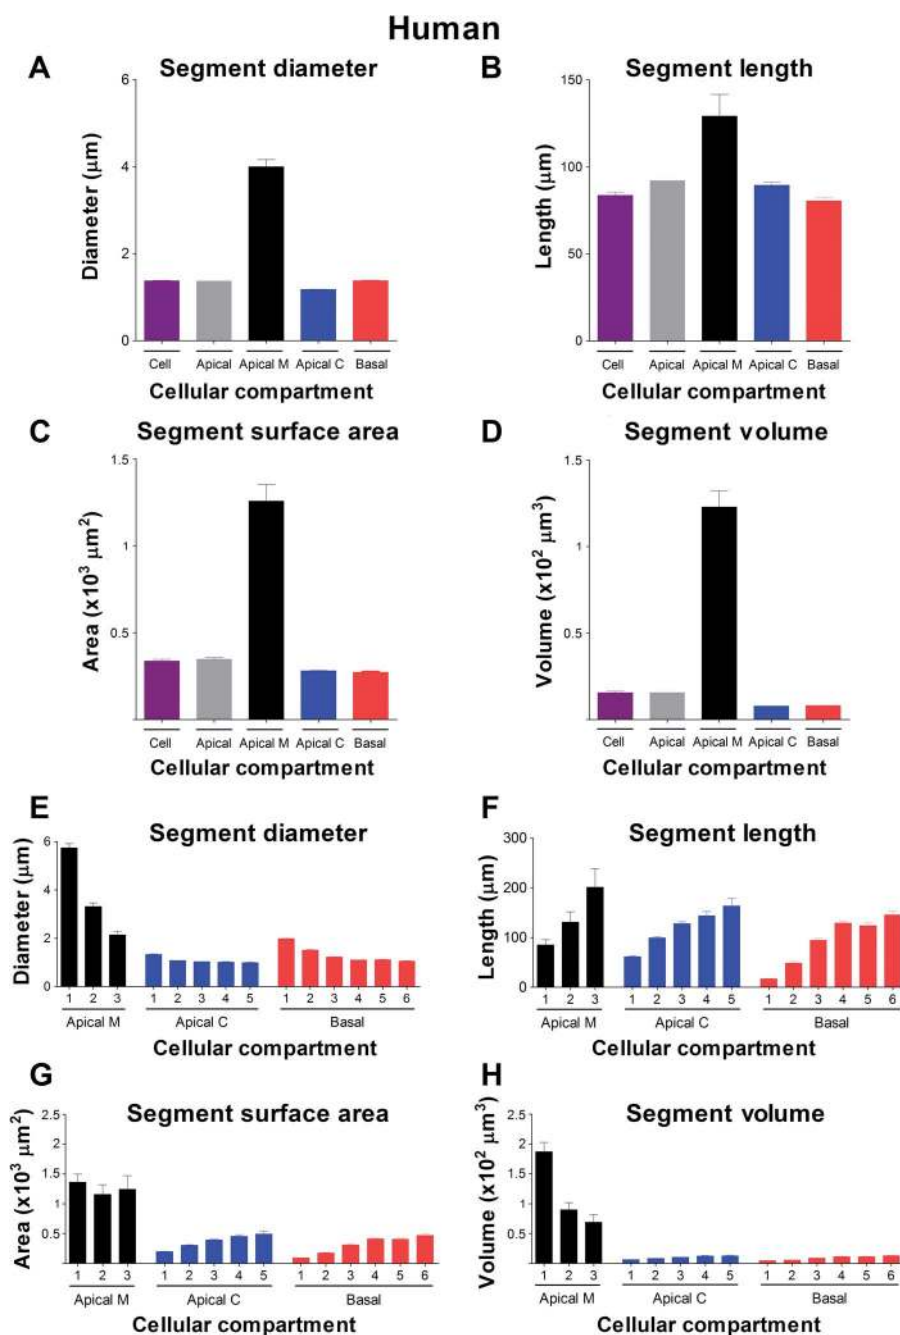 Human
A Segment diameter
6
4
2
0
Diameter (μm)
Cell Apical Apical M Apical C Basal
Cellular compartment
B Segment length
150
100
50
0
Length (μm)
Cell Apical Apical M Apical C Basal
Cellular compartment
C Segment surface area
1.5
1
0.5
Area (x10³ μm²)
Cell Apical Apical M Apical C Basal
Cellular compartment
D Segment volume
1.5
1
0.5
Volume (x10² μm³)
Cell Apical Apical M Apical C Basal
Cellular compartment
E Segment diameter
6
4
2
0
Diameter (μm)
1 2 3 1 2 3 4 5 1 2 3 4 5 6
Apical M Apical C Basal
Cellular compartment
F Segment length
300
200
100
0
Length (μm)
1 2 3 1 2 3 4 5 1 2 3 4 5 6
Apical M Apical C Basal
Cellular compartment
G Segment surface area
2.5
2
1.5
1
0.5
Area (x10³ μm²)
1 2 3 1 2 3 4 5 1 2 3 4 5 6
Apical M Apical C Basal
Cellular compartment
H Segment volume
2.5
2
1.5
1
0.5
Volume (x10² μm³)
1 2 3 1 2 3 4 5 1 2 3 4 5 6
Apical M Apical C Basal
Cellular compartment